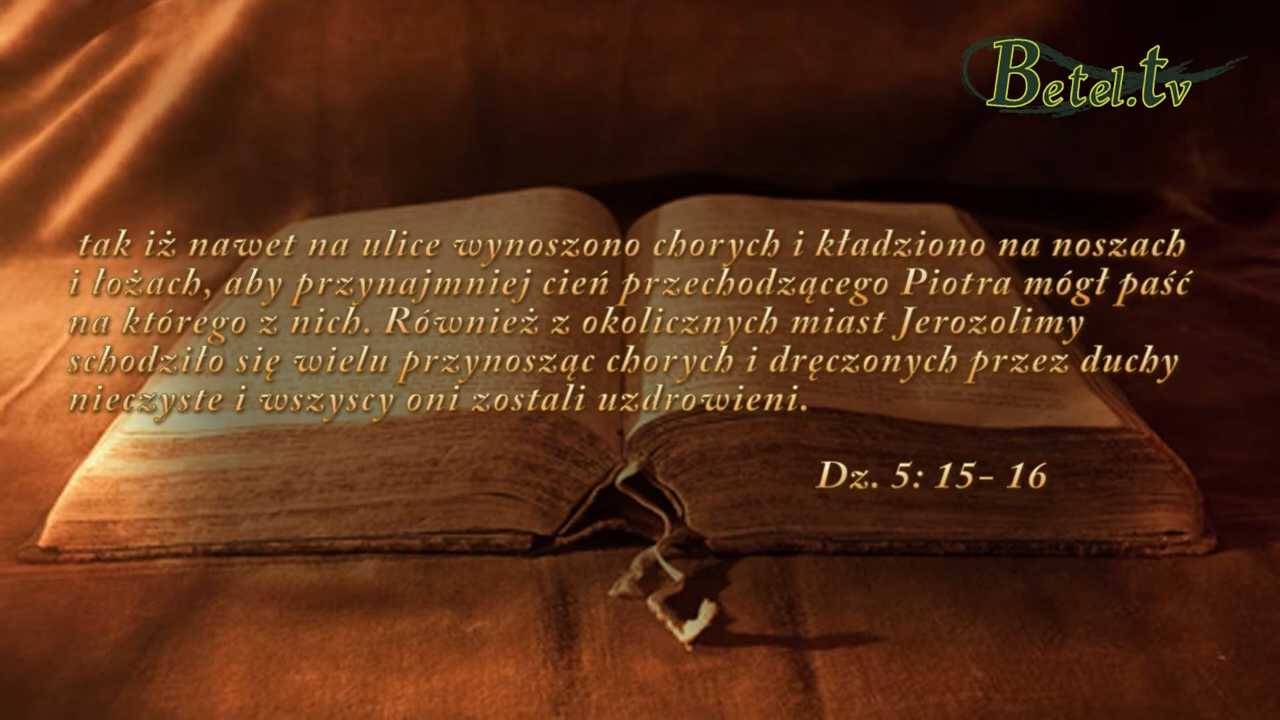 Betel.tv
tak iż nawet na ulice wynoszono chorych i kładziono na noszach
i łożach, aby przynajmniej cień przechodzącego Piotra mógł paść
na którego z nich. Również z okolicznych miast Jerozolimy
schodziło się wielu przynosząc chorych i dręczonych przez duchy
nieczyste i wszyscy oni zostali uzdrowieni.
Dz. 5: 15- 16